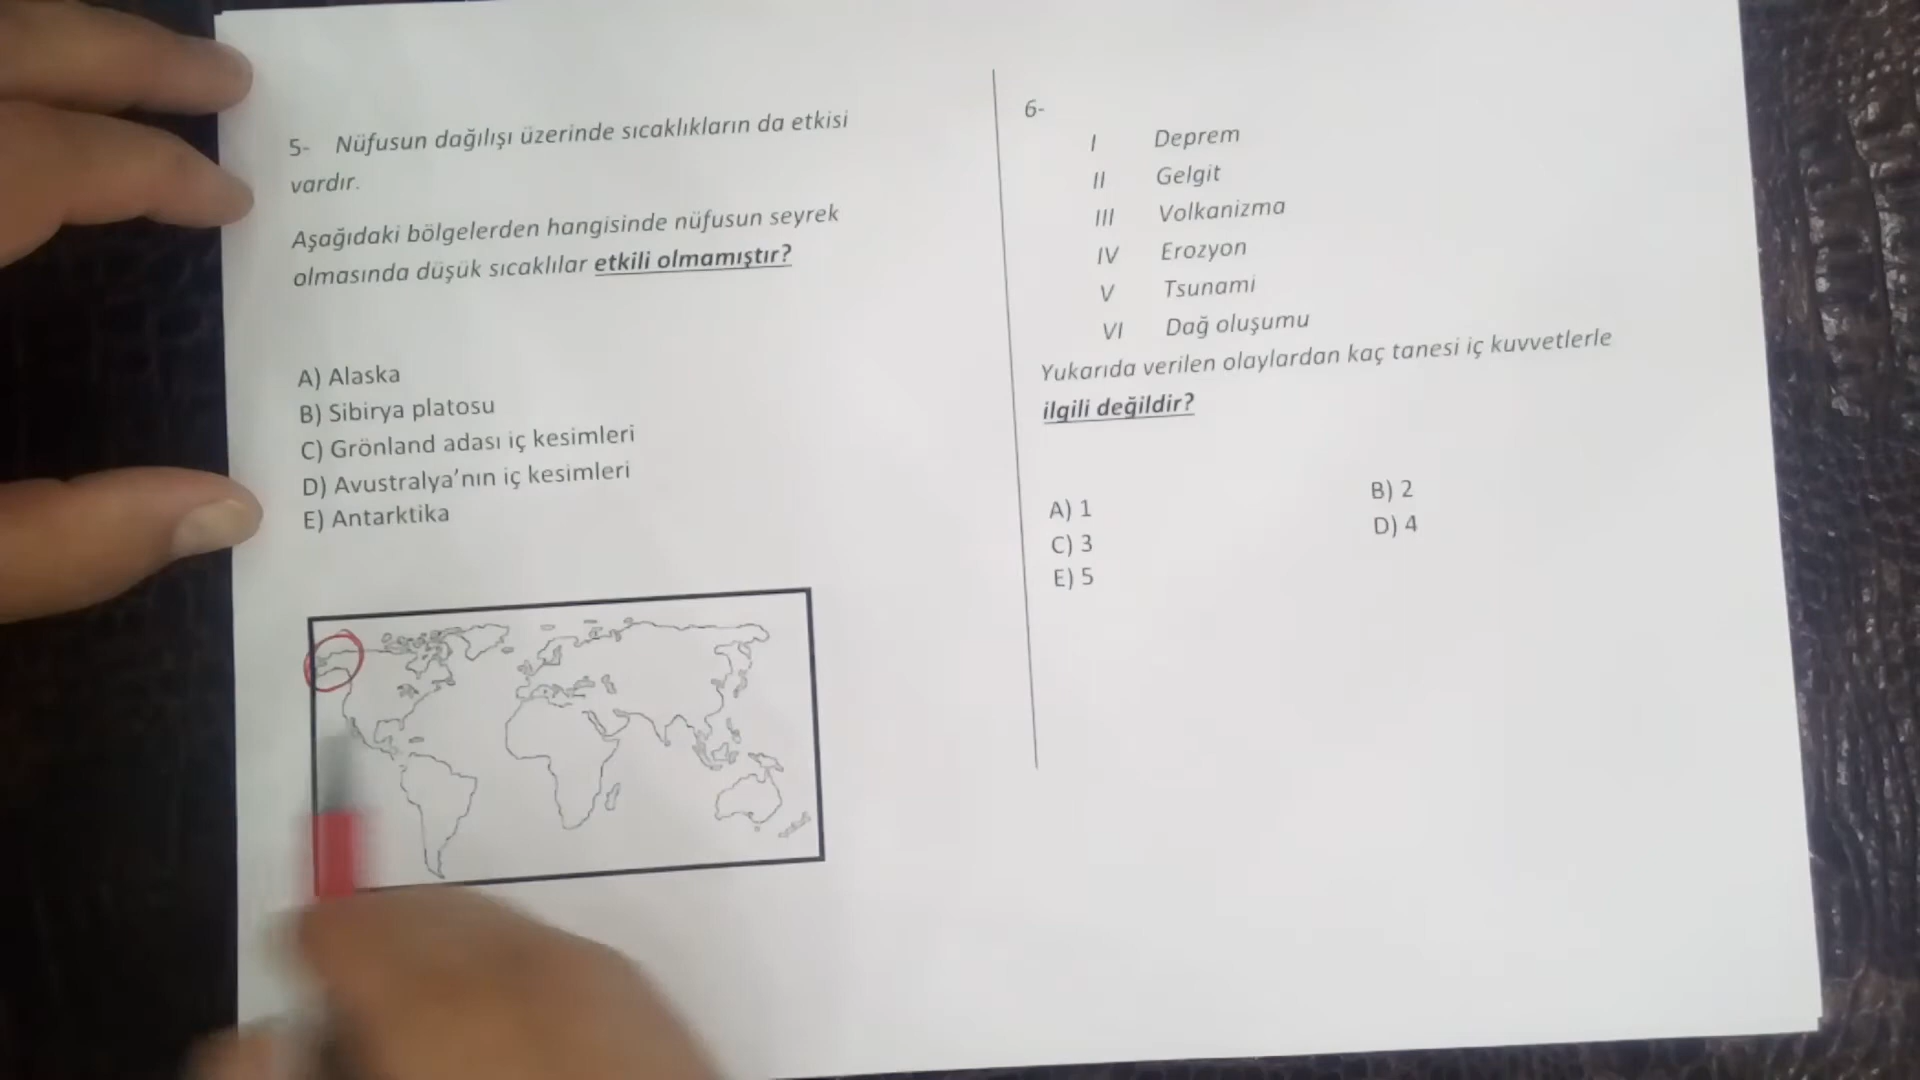 5- Nüfusun dağılışı üzerinde sıcaklıkların da etkisi
vardır.
Aşağıdaki bölgelerden hangisinde nüfusun seyrek
olmasında düşük sıcaklılar etkili olmamıştır?
A) Alaska
B) Sibirya platosu
C) Grönland adası iç kesimleri
D) Avustralya’nın iç kesimleri
E) Antarktika
6-
I Deprem
II Gelgit
III Volkanizma
IV Erozyon
V Tsunami
VI Dağ oluşumu
Yukarıda verilen olaylardan kaç tanesi iç kuvvetlerle
ilgili değildir?
A) 1 B) 2
C) 3 D) 4
E) 5